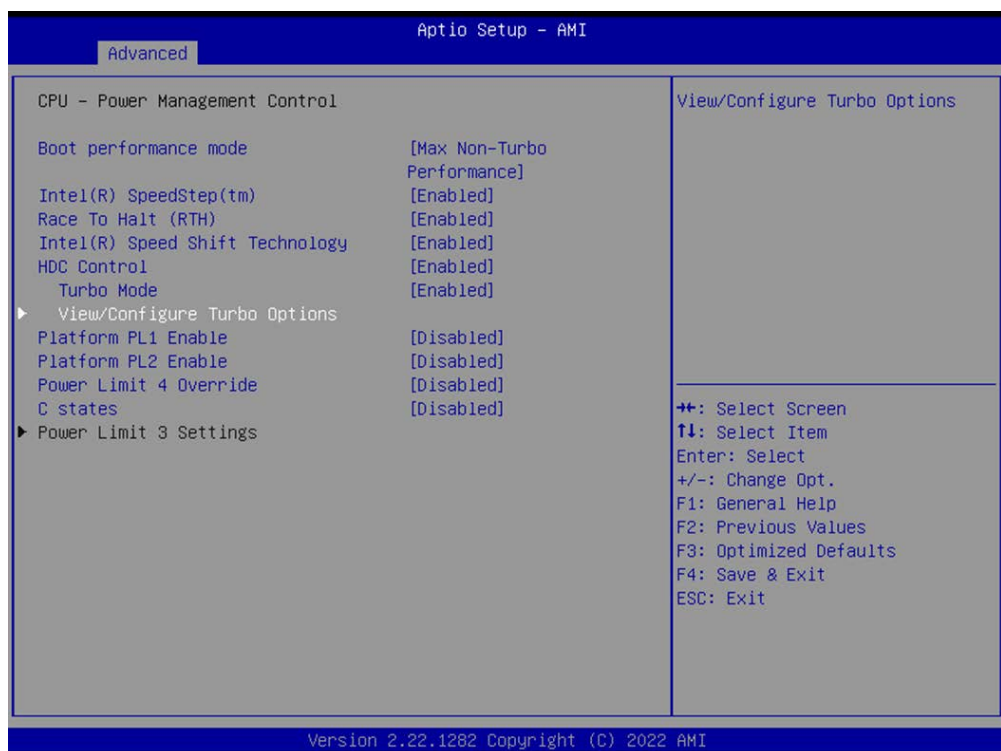 Aptio Setup – AMI
Advanced
CPU – Power Management Control
Boot performance mode [Max Non-Turbo
Performance]
Intel(R) SpeedStep(tm) [Enabled]
Race To Halt (RTH) [Enabled]
Intel(R) Speed Shift Technology [Enabled]
HDC Control [Enabled]
Turbo Mode [Enabled]
View/Configure Turbo Options
Platform PL1 Enable [Disabled]
Platform PL2 Enable [Disabled]
Power Limit 4 Override [Disabled]
C states [Disabled]
Power Limit 3 Settings
View/Configure Turbo Options
→←: Select Screen
↑↓: Select Item
Enter: Select
+/-: Change Opt.
F1: General Help
F2: Previous Values
F3: Optimized Defaults
F4: Save & Exit
ESC: Exit
Version 2.22.1282 Copyright (C) 2022 AMI